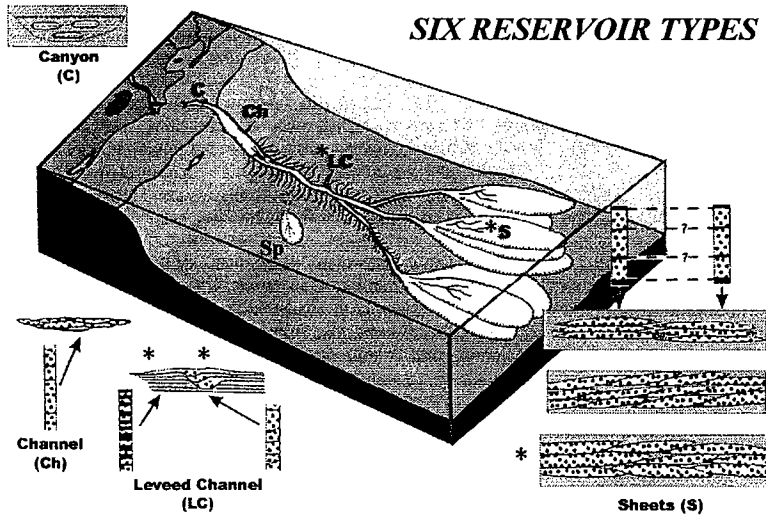 SIX RESERVOIR TYPES
Canyon
(C)
C
Ch
*LC
*S
Sp
?
?
* *
Channel
(Ch)
Leveed Channel
(LC)
*
Sheets (S)